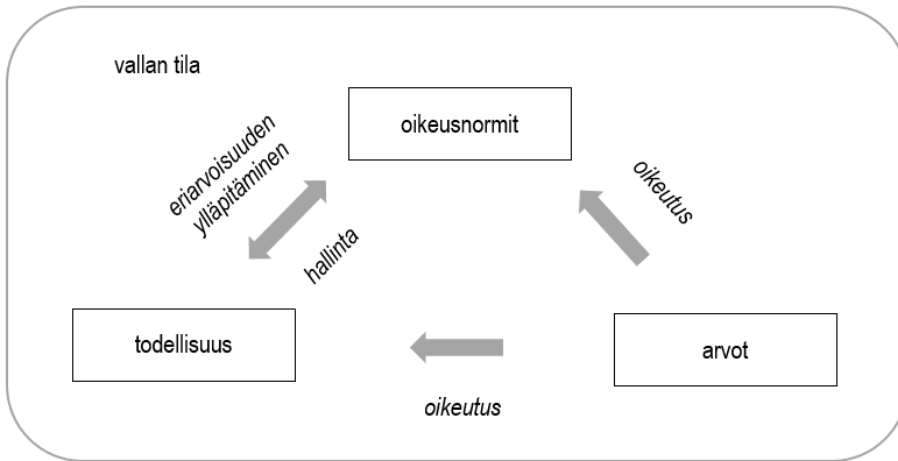 vallan tila
oikeusnormit
eriarvoisuuden
ylläpitäminen
oikeutus
hallinta
todellisuus
arvot
oikeutus